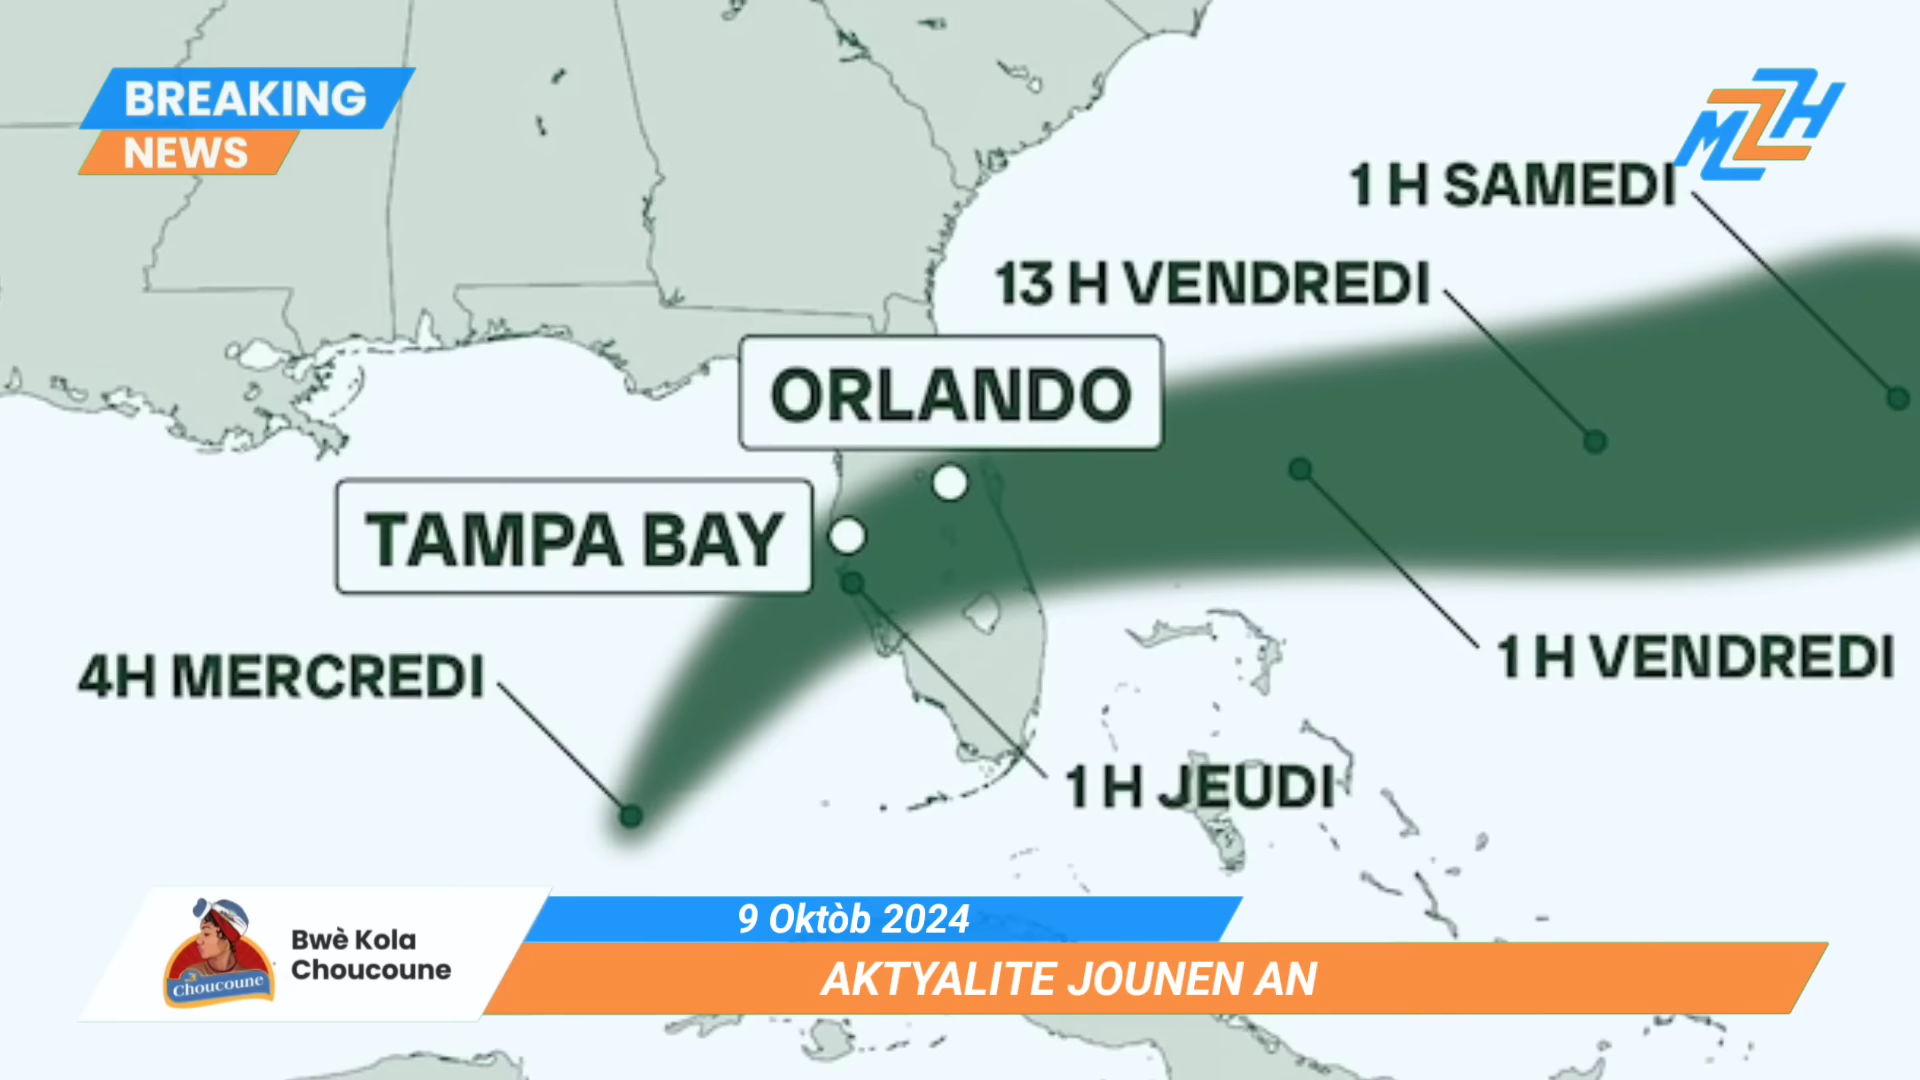 BREAKING
NEWS
MZH
1 H SAMEDI
13 H VENDREDI
ORLANDO
TAMPA BAY
4H MERCREDI
1 H VENDREDI
1 H JEUDI
Choucoune
Bwè Kola
Choucoune
9 Oktòb 2024
AKTYALITE JOUNEN AN